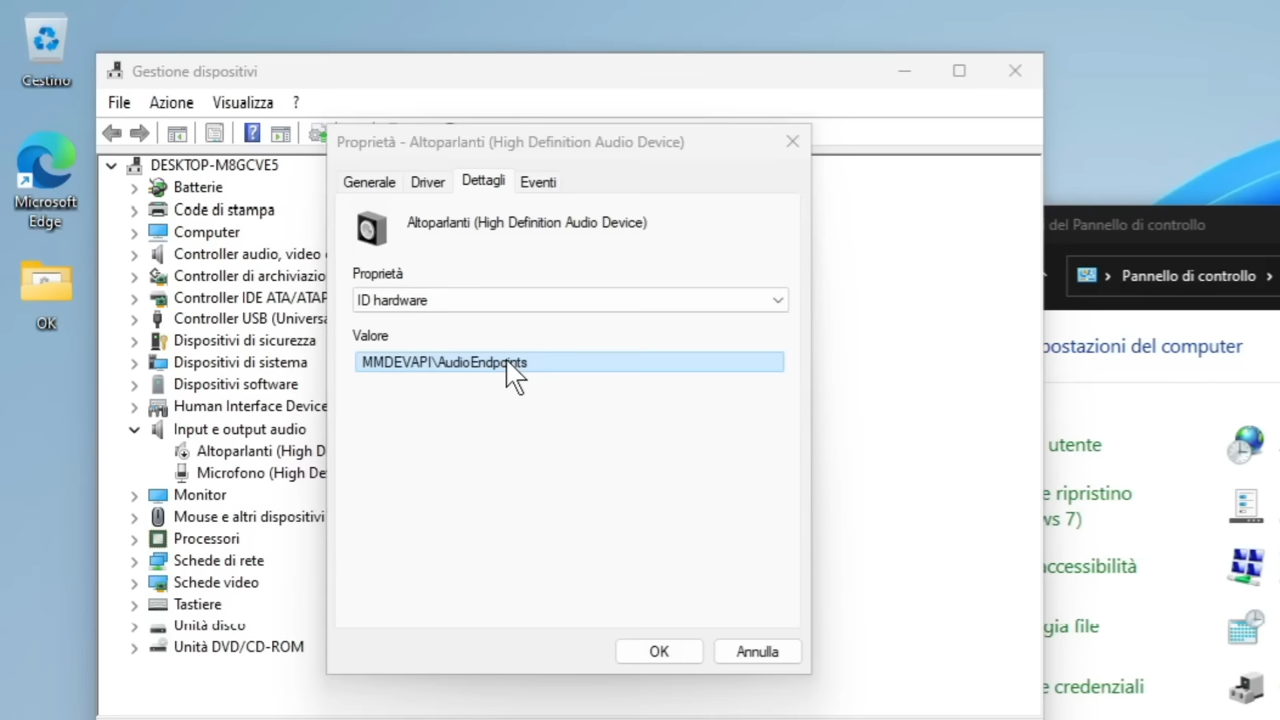 Cestino
Microsoft
Edge
OK
Gestione dispositivi
File Azione Visualizza ?
DESKTOP-M8GCVE5
Batterie
Code di stampa
Computer
Controller audio, video
Controller di archiviazio
Controller IDE ATA/ATAP
Controller USB (Universa
Dispositivi di sicurezza
Dispositivi di sistema
Dispositivi software
Human Interface Device
Input e output audio
Altoparlanti (High D
Microfono (High De
Monitor
Mouse e altri dispositivi
Processori
Schede di rete
Schede video
Tastiere
Unità disco
Unità DVD/CD-ROM
Proprietà - Altoparlanti (High Definition Audio Device)
Generale Driver Dettagli Eventi
Altoparlanti (High Definition Audio Device)
Proprietà
ID hardware
Valore
MMDEVAPI\AudioEndpoints
OK Annulla
del Pannello di controllo
Pannello di controllo
postazioni del computer
utente
e ripristino
ws 7)
accessibilità
gia file
e credenziali